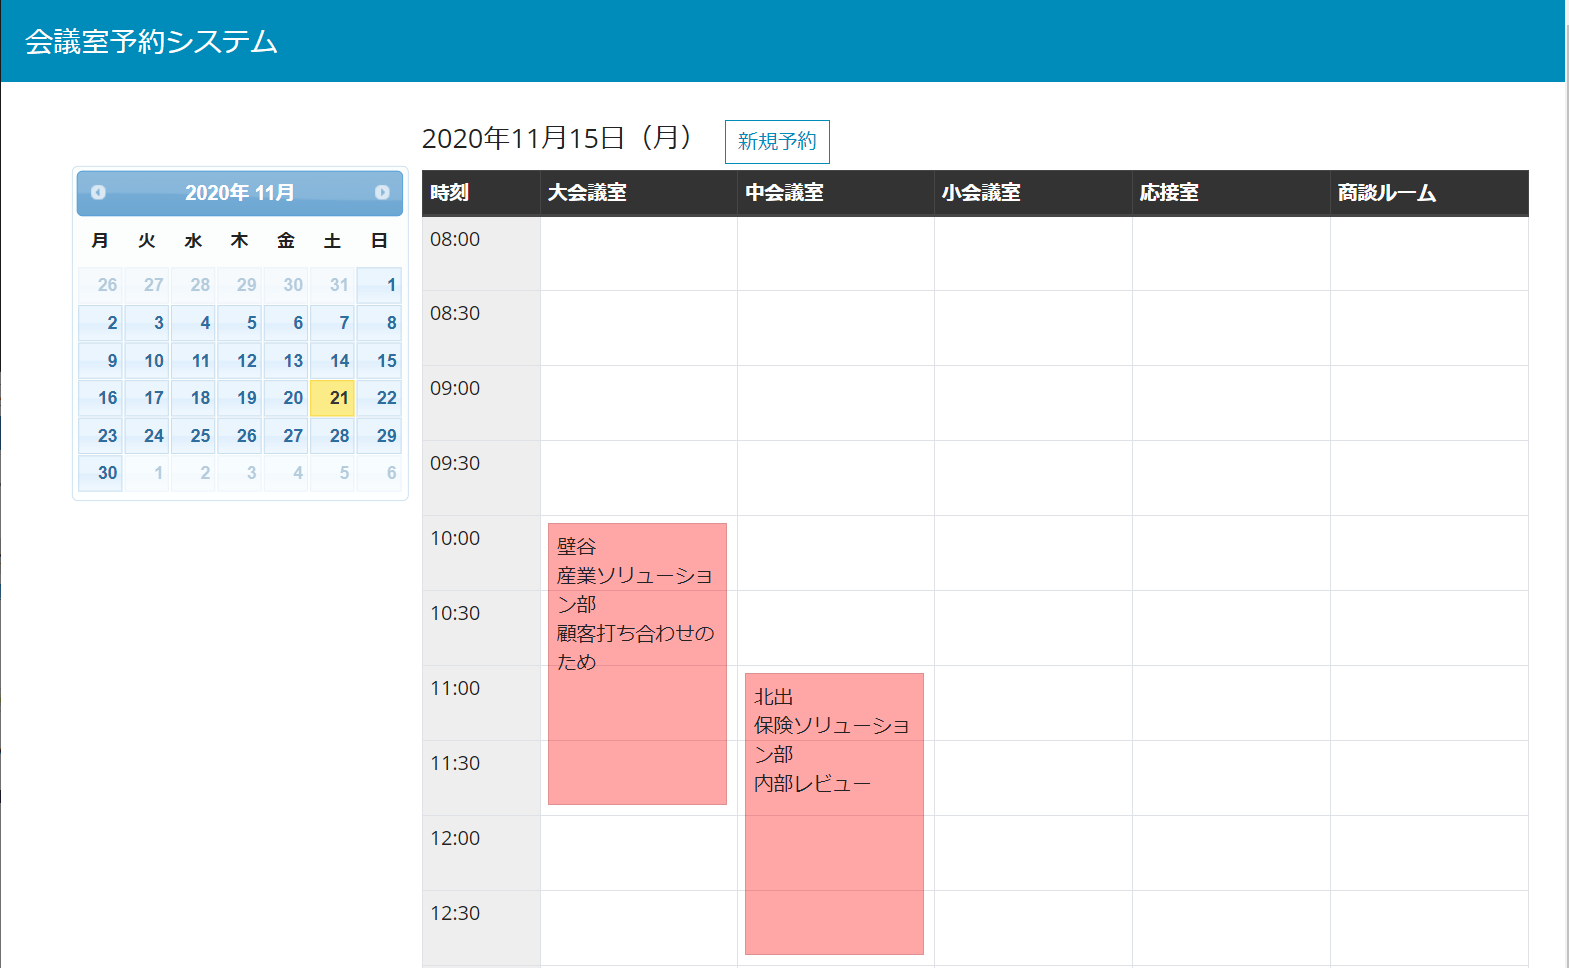 会議室予約システム
2020年11月15日（月） 新規予約
2020年 11月
月 火 水 木 金 土 日
26 27 28 29 30 31 1
2 3 4 5 6 7 8
9 10 11 12 13 14 15
16 17 18 19 20 21 22
23 24 25 26 27 28 29
30 1 2 3 4 5 6
時刻 大会議室 中会議室 小会議室 応接室 商談ルーム
08:00
08:30
09:00
09:30
10:00
10:30
11:00
11:30
12:00
12:30
壁谷
産業ソリューショ
ン部
顧客打ち合わせの
ため
北出
保険ソリューショ
ン部
内部レビュー